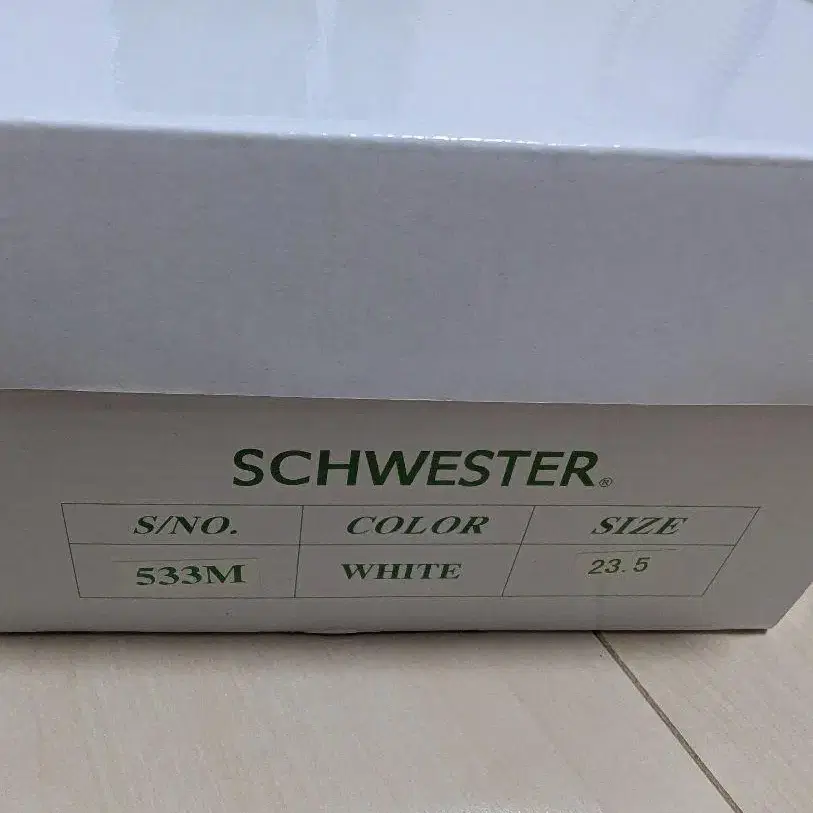 SCHWESTER®
S/NO. COLOR SIZE
533M WHITE 23.5